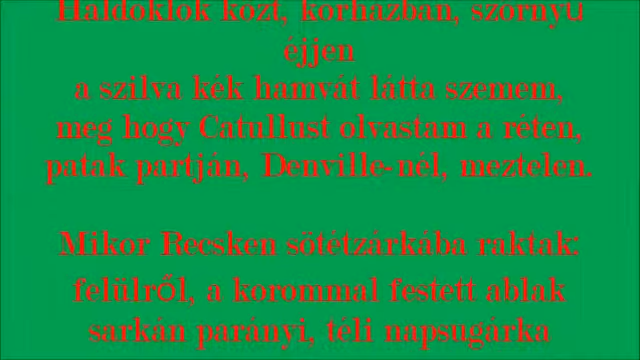 Haldoklók közt, kórházban, szörnyű
éjjen
a szilva kék hamvát látta szemem,
meg hogy Catullust olvastam a réten,
patak partján, Denville-nél, meztelen.
Mikor Recsken sötétzárkába raktak:
felülről, a korommal festett ablak
sarkán parányi, téli napsugárka